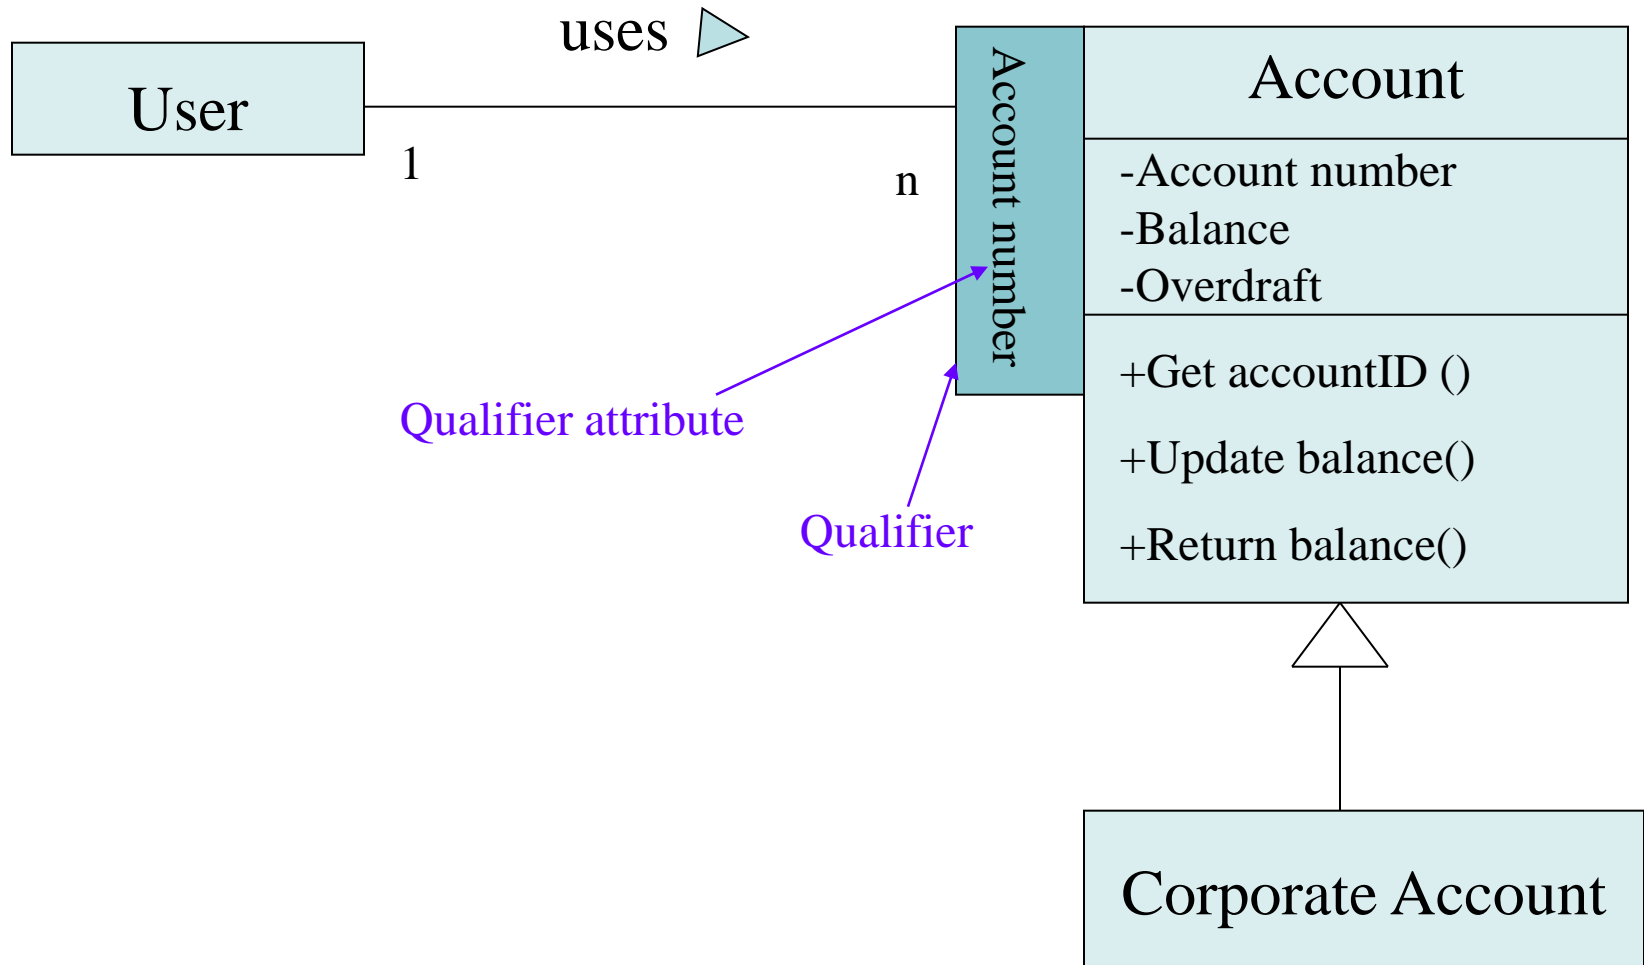 uses
User
1
n
Account number
Account
-Account number
-Balance
-Overdraft
+Get accountID ()
+Update balance()
+Return balance()
Qualifier attribute
Qualifier
Corporate Account